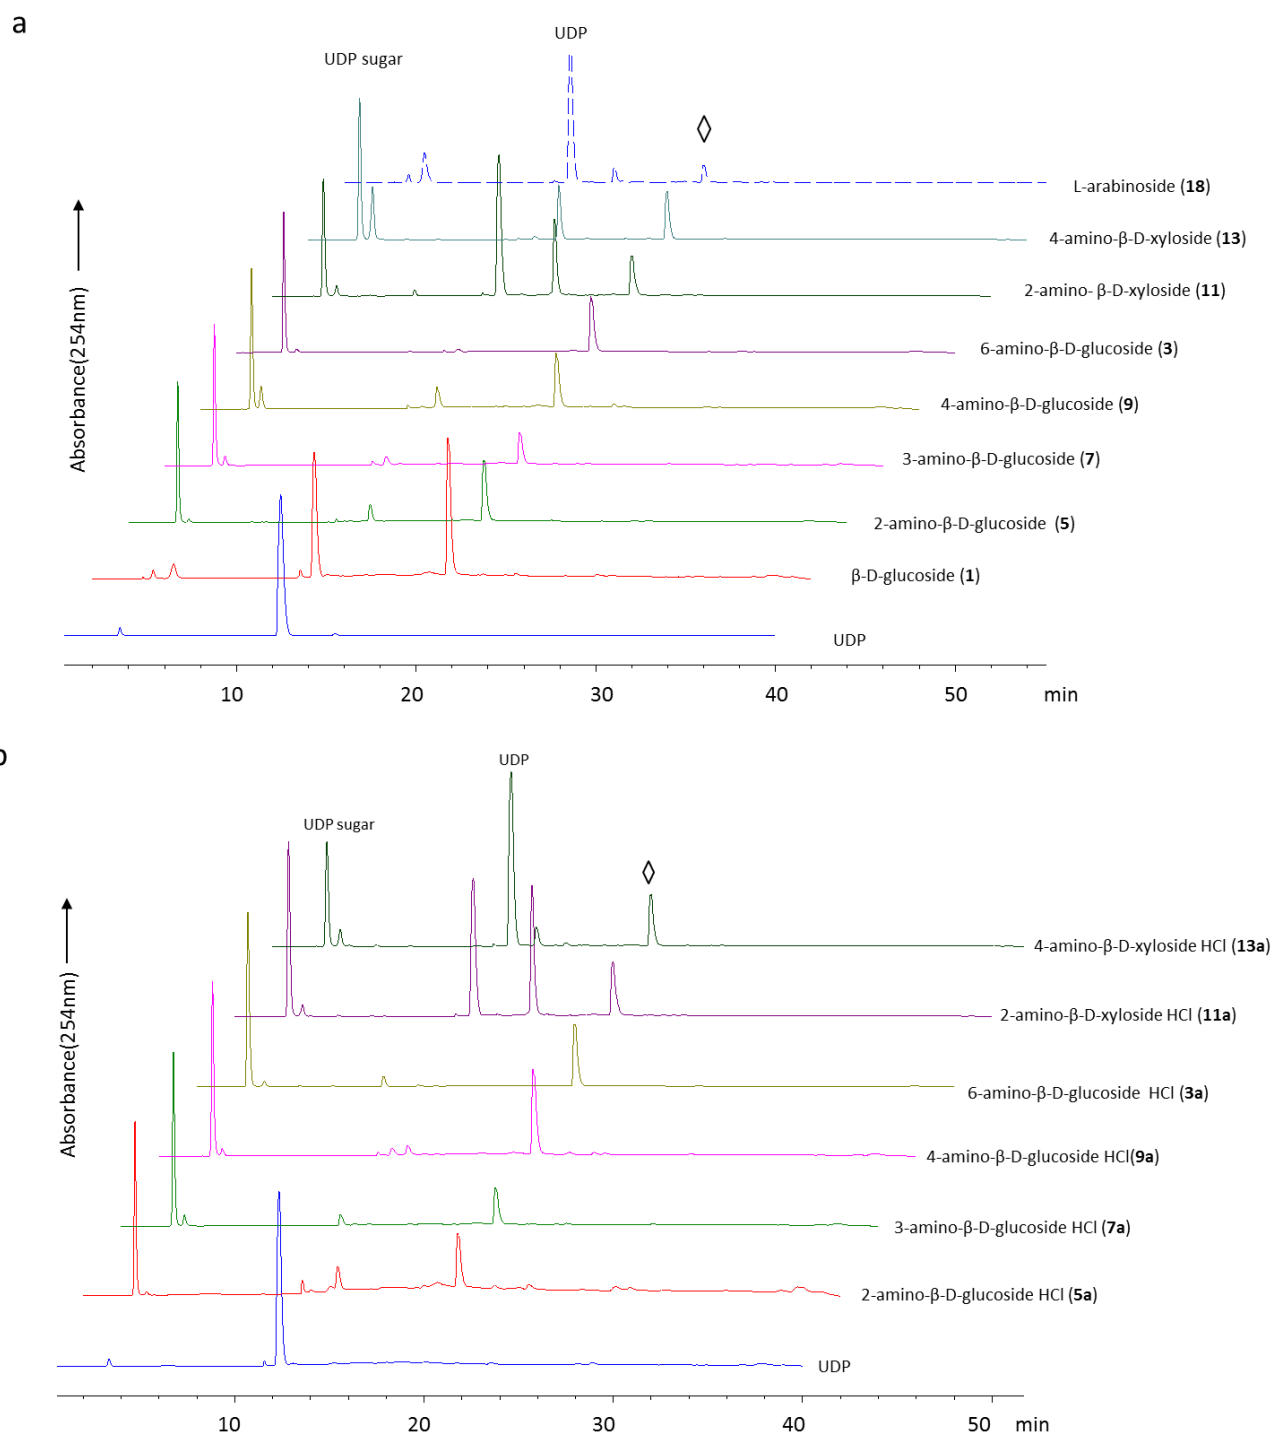 a
UDP
UDP sugar
L-arabinoside (18)
4-amino-β-D-xyloside (13)
2-amino- β-D-xyloside (11)
6-amino-β-D-glucoside (3)
4-amino-β-D-glucoside (9)
3-amino-β-D-glucoside (7)
2-amino-β-D-glucoside (5)
β-D-glucoside (1)
UDP
Absorbance(254nm)
10 20 30 40 50 min
b
UDP
UDP sugar
4-amino-β-D-xyloside HCl (13a)
2-amino-β-D-xyloside HCl (11a)
6-amino-β-D-glucoside HCl (3a)
4-amino-β-D-glucoside HCl(9a)
3-amino-β-D-glucoside HCl (7a)
2-amino-β-D-glucoside HCl (5a)
UDP
Absorbance(254nm)
10 20 30 40 50 min